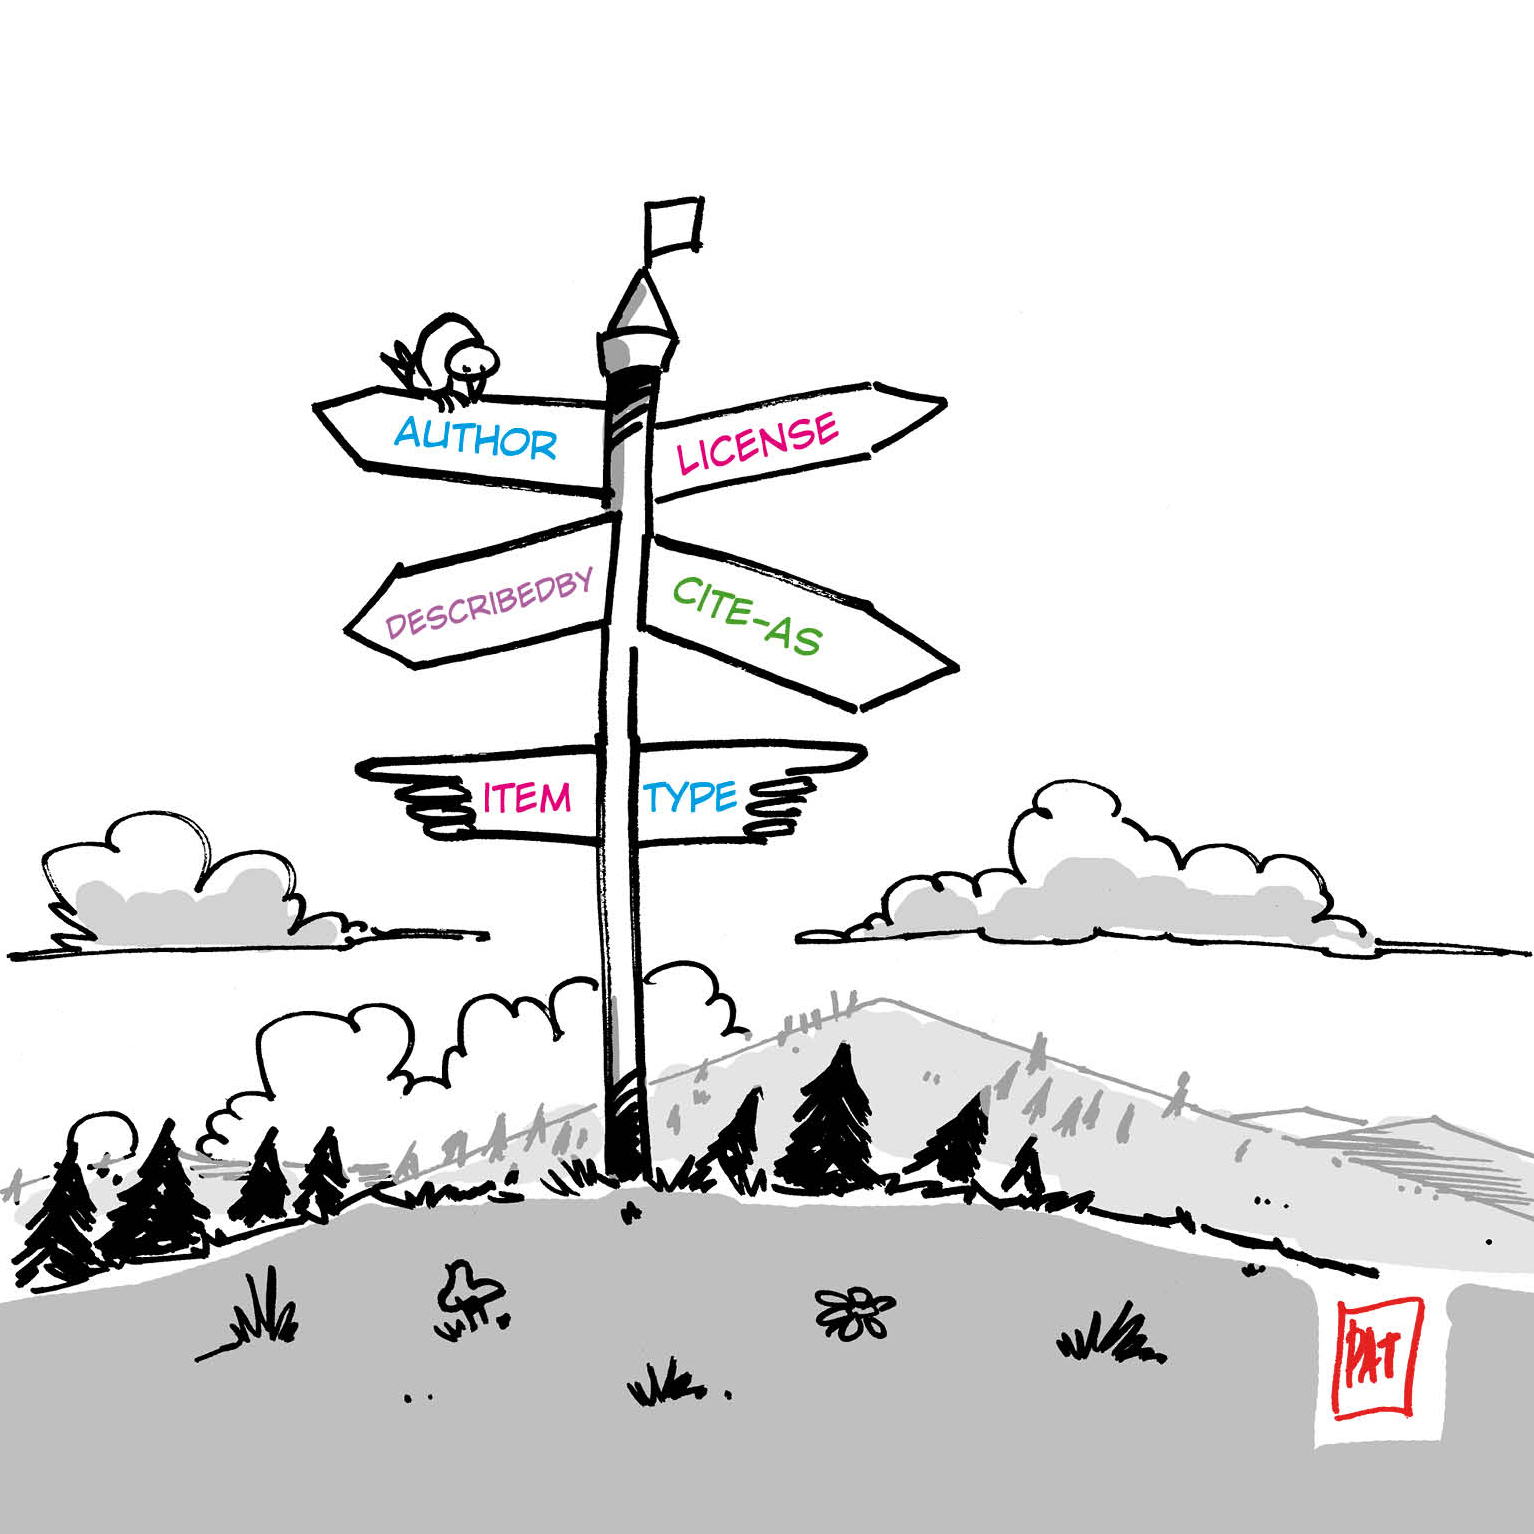 AUTHOR
LICENSE
DESCRIBEDBY
CITE-AS
ITEM
TYPE
PAT